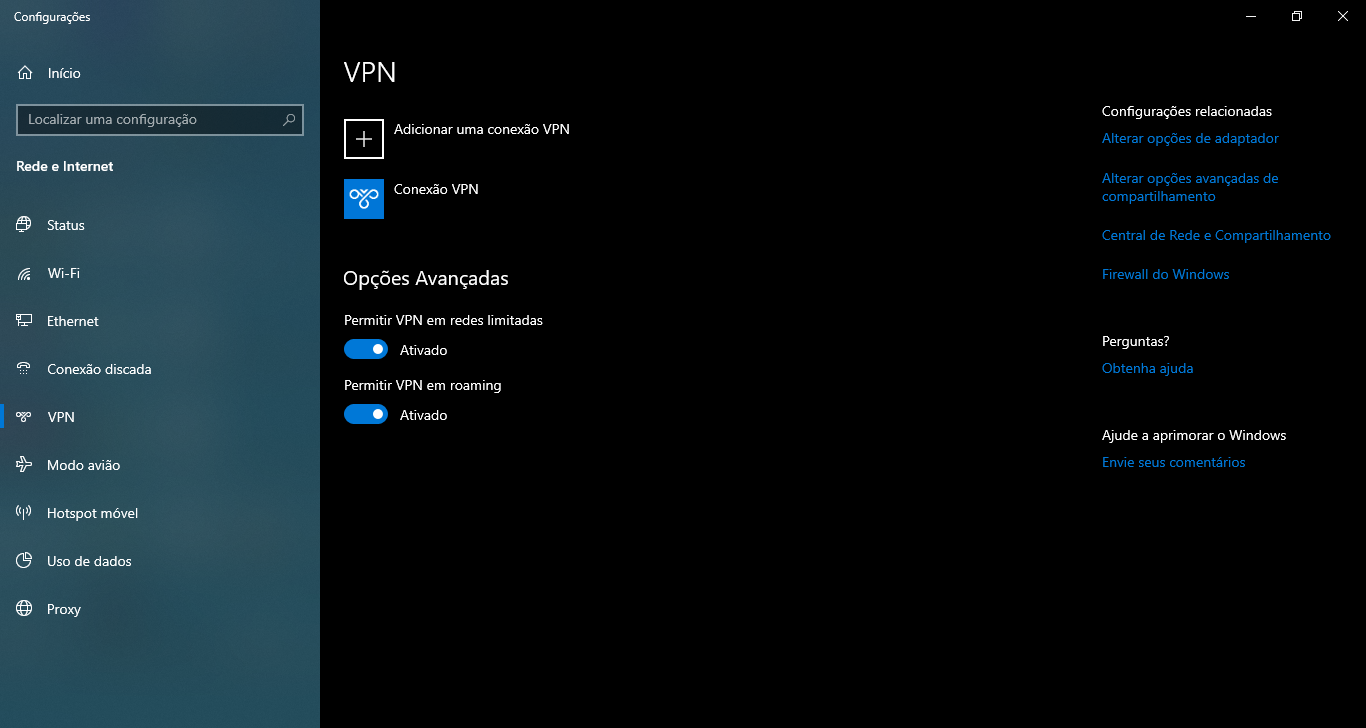 Configurações
Início
Localizar uma configuração
Rede e Internet
Status
Wi-Fi
Ethernet
Conexão discada
VPN
Modo avião
Hotspot móvel
Uso de dados
Proxy
VPN
Adicionar uma conexão VPN
Conexão VPN
Opções Avançadas
Permitir VPN em redes limitadas
Ativado
Permitir VPN em roaming
Ativado
Configurações relacionadas
Alterar opções de adaptador
Alterar opções avançadas de
compartilhamento
Central de Rede e Compartilhamento
Firewall do Windows
Perguntas?
Obtenha ajuda
Ajude a aprimorar o Windows
Envie seus comentários